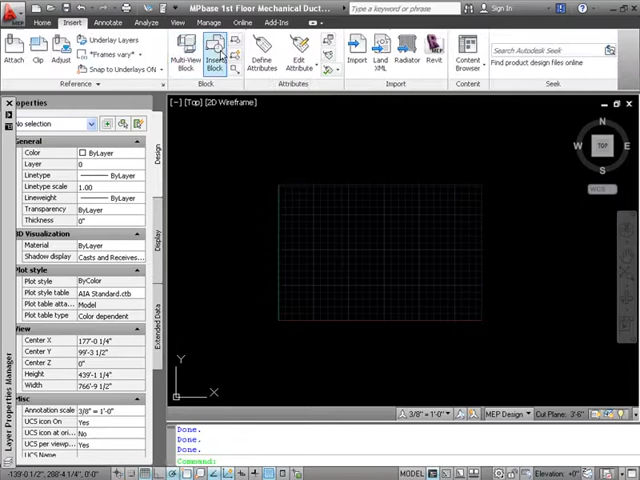 MPbase 1st Floor Mechanical Duct...
Type a keyword or phrase
Sign In
MEP
Home Insert Annotate Analyze View Manage Online Add-Ins
Attach Clip Adjust
Underlay Layers
*Frames vary*
Snap to Underlays ON
Multi-View Block
Insert Block
Define Attributes
Edit Attributes
Import
Land XML
Radiator
Revit
Content Browser
Search Autodesk Seek
Find product design files online
Reference Block Attributes Import Content Seek
[−] [Top] [2D Wireframe]
operties
No selection
General
Color ByLayer
Layer 0
Linetype ByLayer
Linetype scale 1.00
Lineweight ByLayer
Transparency ByLayer
Thickness 0"
3D Visualization
Material ByLayer
Shadow display Casts and Receives...
Plot style
Plot style ByColor
Plot style table AIA Standard.ctb
Plot table atta... Model
Plot table type Color dependent
View
Center X 177'-0 1/4"
Center Y 99'-3 1/2"
Center Z 0"
Height 439'-1 1/4"
Width 766'-9 1/2"
Misc
Annotation scale 3/8" = 1'-0"
UCS icon On Yes
UCS icon at ori... No
UCS per viewp... Yes
Design
Display
Extended Data
Layer Properties Manager
N
W TOP E
S
WCS
Y
X
3/8" = 1'-0" MEP Design Cut Plane: 3'-6"
Done.
Done.
Done.
Command:
-139'-0 1/2", 288'-4 1/4", 0'-0"
MODEL
Elevation: +0"